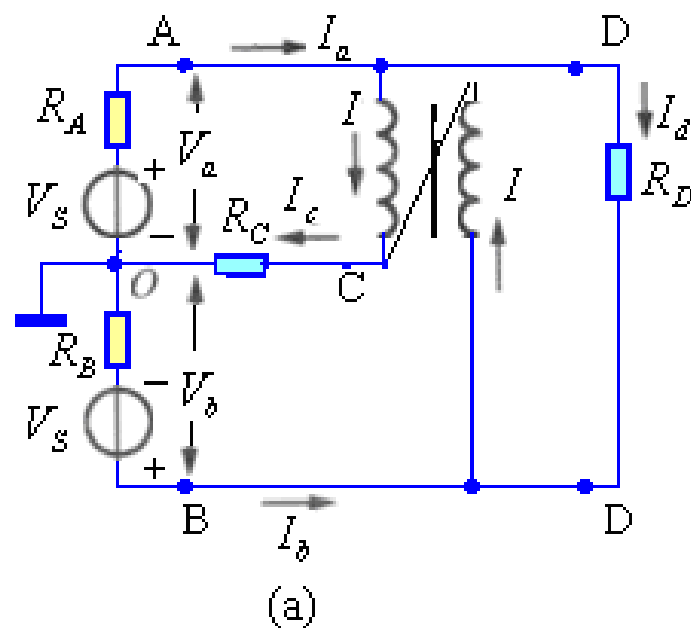 A I_a D
R_A V_a I I_d
V_S + − R_C I_c I R_D
O C
R_B − V_b
V_S +
B I_b D
(a)